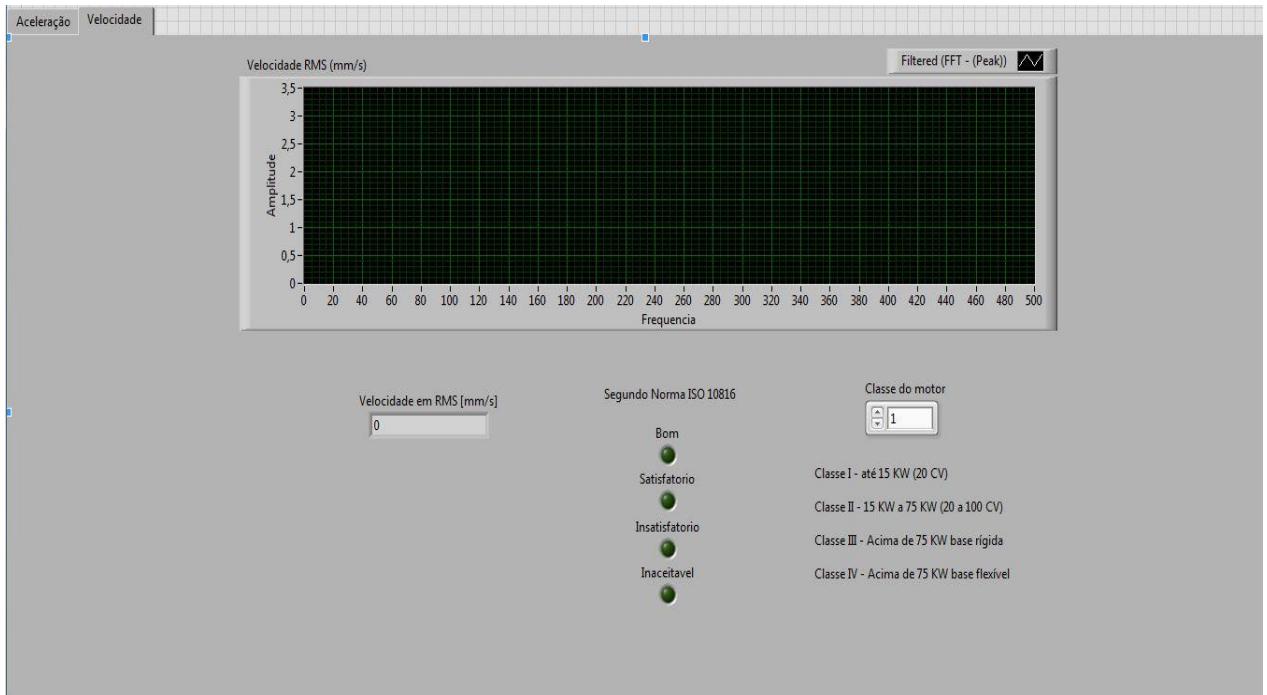 Aceleração Velocidade
Velocidade RMS (mm/s)
Filtered (FFT - (Peak))
3,5
3
2,5
2
1,5
1
0,5
0
Amplitude
0 20 40 60 80 100 120 140 160 180 200 220 240 260 280 300 320 340 360 380 400 420 440 460 480 500
Frequencia
Velocidade em RMS [mm/s]
0
Segundo Norma ISO 10816
Bom
Satisfatorio
Insatisfatorio
Inaceitavel
Classe do motor
1
Classe I - até 15 KW (20 CV)
Classe II - 15 KW a 75 KW (20 a 100 CV)
Classe III - Acima de 75 KW base rígida
Classe IV - Acima de 75 KW base flexível